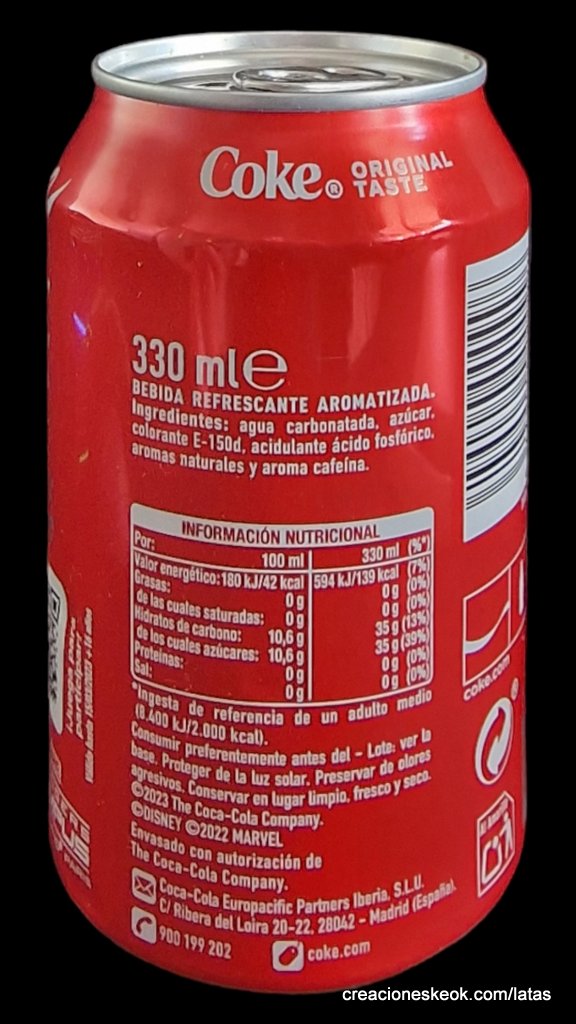 Coke® ORIGINAL TASTE
330 ml e
BEBIDA REFRESCANTE AROMATIZADA.
Ingredientes: agua carbonatada, azúcar,
colorante E-150d, acidulante ácido fosfórico,
aromas naturales y aroma cafeína.
INFORMACIÓN NUTRICIONAL
Por: 100 ml 330 ml (%*)
Valor energético: 180 kJ/42 kcal 594 kJ/139 kcal (7%)
Grasas: 0 g 0 g (0%)
de las cuales saturadas: 0 g 0 g (0%)
Hidratos de carbono: 10,6 g 35 g (13%)
de los cuales azúcares: 10,6 g 35 g (39%)
Proteínas: 0 g 0 g (0%)
Sal: 0 g 0 g (0%)
*Ingesta de referencia de un adulto medio
(8.400 kJ/2.000 kcal).
Consumir preferentemente antes del - Lote: ver la
base. Proteger de la luz solar. Preservar de olores
agresivos. Conservar en lugar limpio, fresco y seco.
©2023 The Coca-Cola Company.
©DISNEY ©2022 MARVEL
Envasado con autorización de
The Coca-Cola Company.
Coca-Cola Europacific Partners Iberia, S.L.U.
C/ Ribera del Loira 20-22, 28042 - Madrid (España).
900 199 202 coke.com
coke.com
®
Al Amarillo
PARIS
creacioneskeok.com/latas